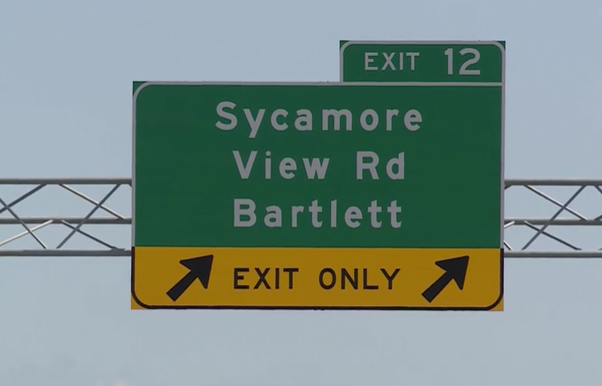 EXIT 12
Sycamore
View Rd
Bartlett
EXIT ONLY